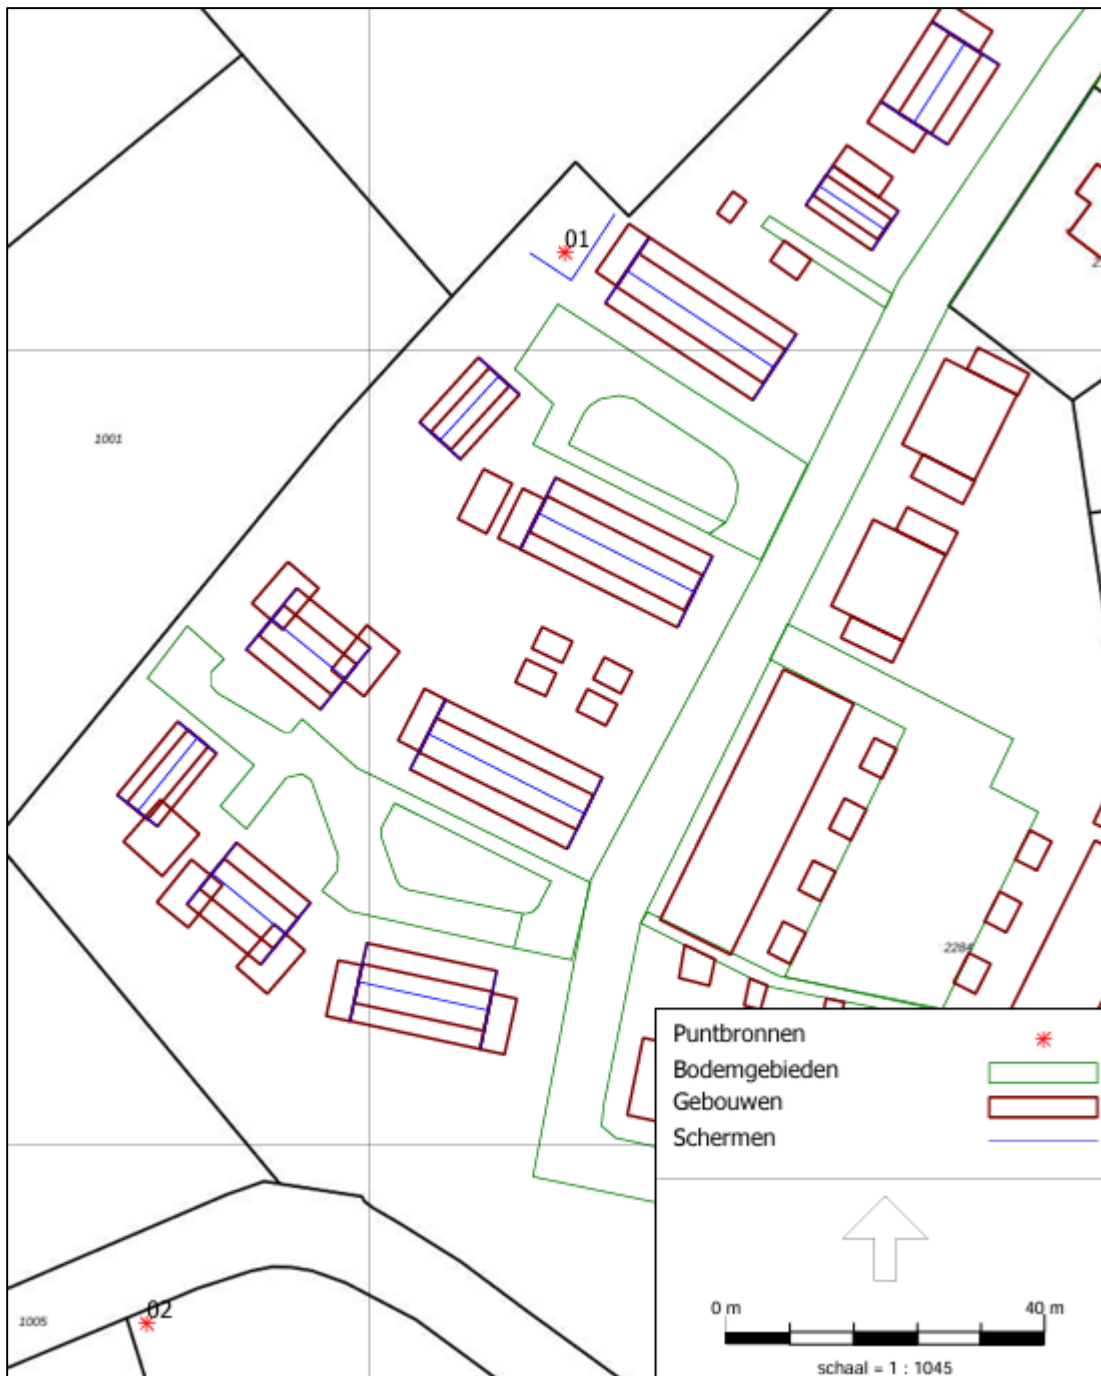 01
1001
2284
Puntbronnen
Bodemgebieden
Gebouwen
Schermen
0 m 40 m
02
1005
schaal = 1 : 1045